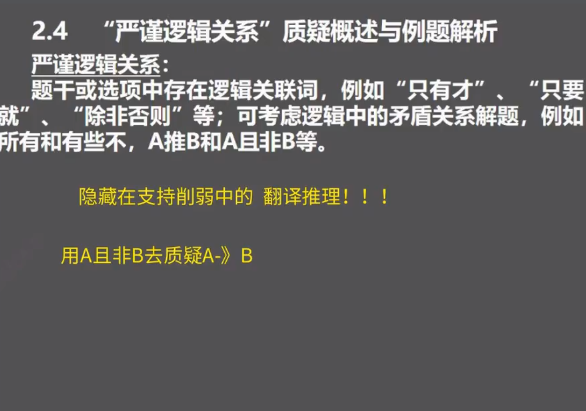 2.4 “严谨逻辑关系”质疑概述与例题解析
严谨逻辑关系：
题干或选项中存在逻辑关联词，例如“只有才”、“只要
就”、“除非否则”等；可考虑逻辑中的矛盾关系解题，例如
所有和有些不，A推B和A且非B等。
隐藏在支持削弱中的 翻译推理！！！
用A且非B去质疑A-》B